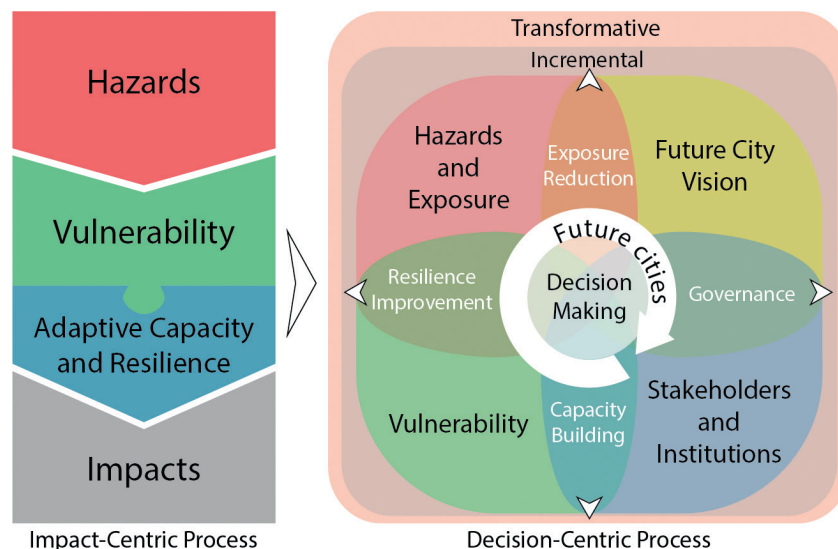 Hazards
Vulnerability
Adaptive Capacity
and Resilience
Impacts
Impact-Centric Process
Transformative
Incremental
Hazards
and
Exposure
Exposure
Reduction
Future City
Vision
Future cities
Resilience
Improvement
Decision
Making
Governance
Vulnerability
Capacity
Building
Stakeholders
and
Institutions
Decision-Centric Process